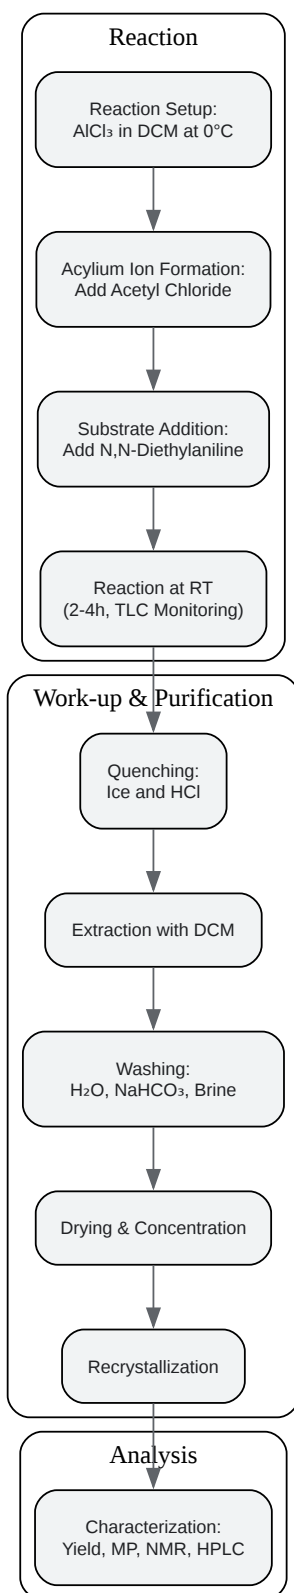 Reaction
Reaction Setup:
AlCl₃ in DCM at 0°C
Acylium Ion Formation:
Add Acetyl Chloride
Substrate Addition:
Add N,N-Diethylaniline
Reaction at RT
(2-4h, TLC Monitoring)
Work-up & Purification
Quenching:
Ice and HCl
Extraction with DCM
Washing:
H₂O, NaHCO₃, Brine
Drying & Concentration
Recrystallization
Analysis
Characterization:
Yield, MP, NMR, HPLC